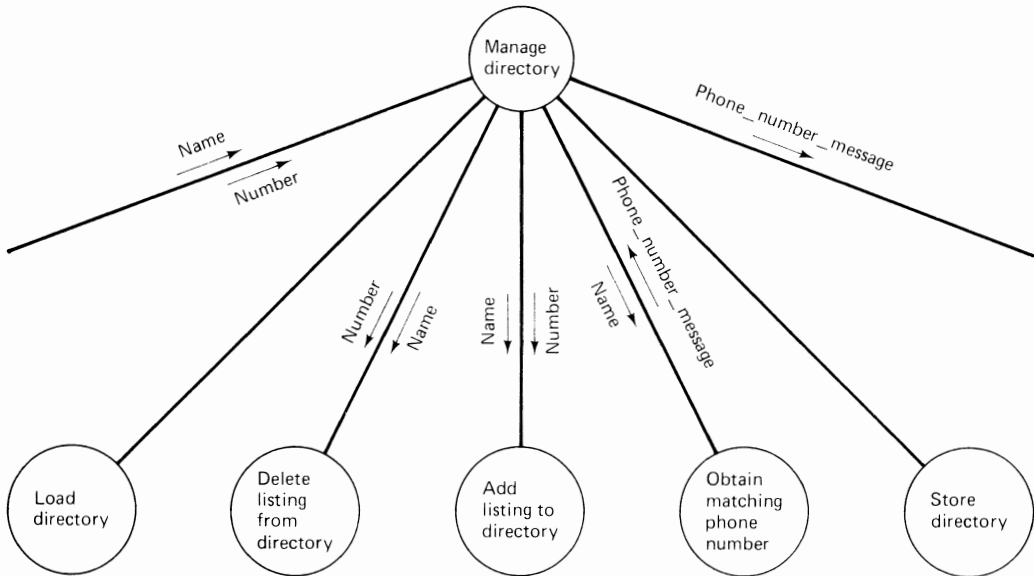 Manage
directory
Name
Number
Phone_number_message
Number
Name
Name
Number
Name
Phone_number_message
Load
directory
Delete
listing
from
directory
Add
listing to
directory
Obtain
matching
phone
number
Store
directory